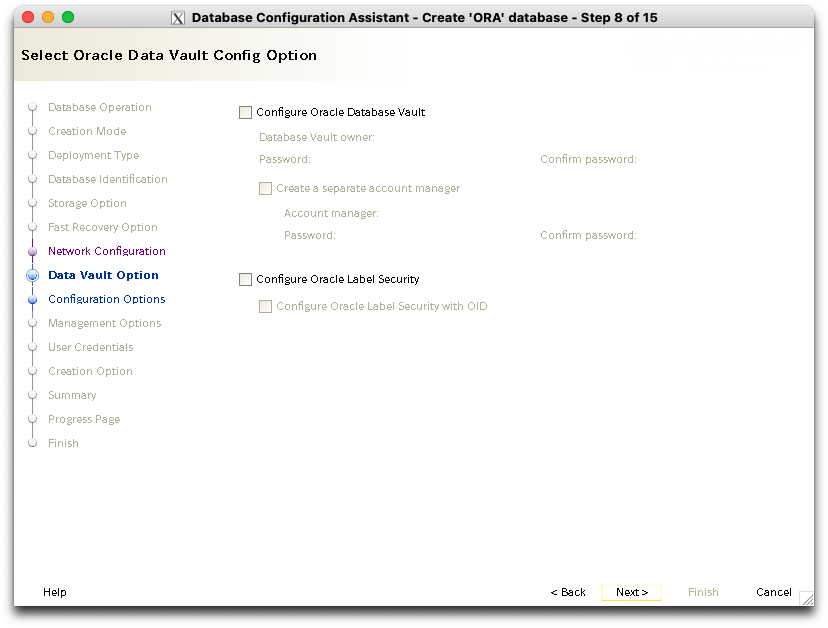 Database Configuration Assistant - Create 'ORA' database - Step 8 of 15
Select Oracle Data Vault Config Option
Database Operation
Creation Mode
Deployment Type
Database Identification
Storage Option
Fast Recovery Option
Network Configuration
Data Vault Option
Configuration Options
Management Options
User Credentials
Creation Option
Summary
Progress Page
Finish
Configure Oracle Database Vault
Database Vault owner:
Password: Confirm password:
Create a separate account manager
Account manager:
Password: Confirm password:
Configure Oracle Label Security
Configure Oracle Label Security with OID
Help < Back Next > Finish Cancel